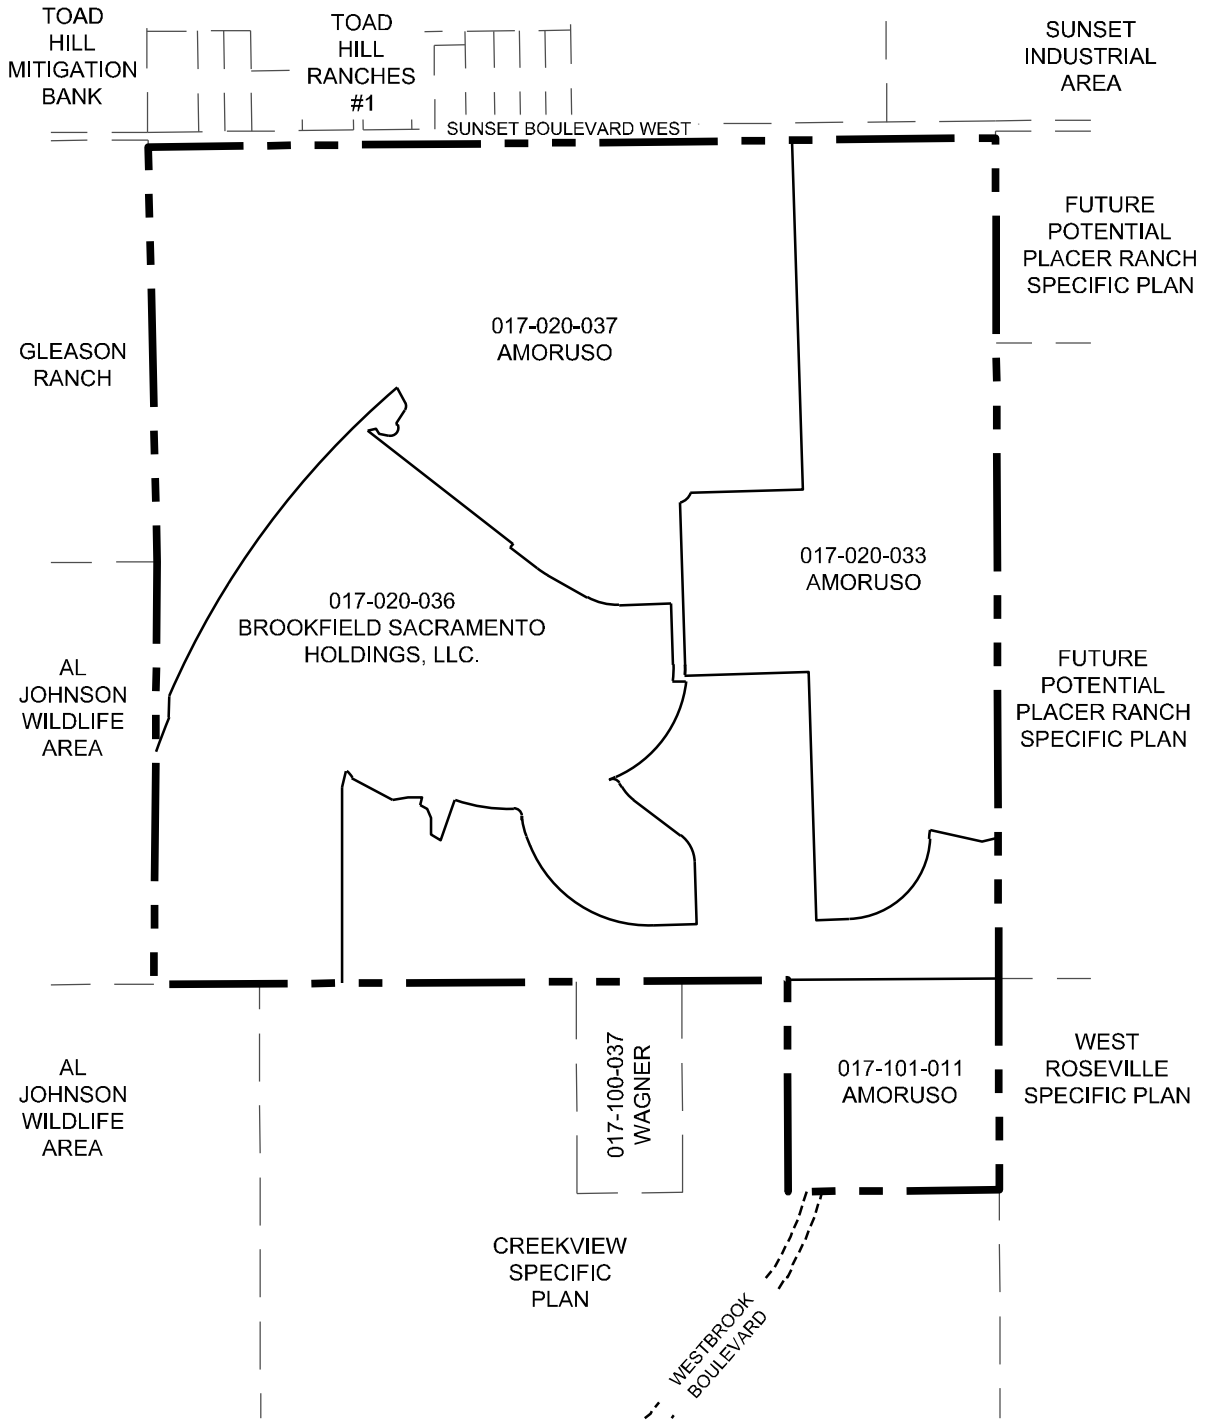 TOAD
HILL
MITIGATION
BANK
TOAD
HILL
RANCHES
#1
SUNSET
INDUSTRIAL
AREA
SUNSET BOULEVARD WEST
FUTURE
POTENTIAL
PLACER RANCH
SPECIFIC PLAN
017-020-037
AMORUSO
GLEASON
RANCH
017-020-033
AMORUSO
017-020-036
BROOKFIELD SACRAMENTO
HOLDINGS, LLC.
AL
JOHNSON
WILDLIFE
AREA
FUTURE
POTENTIAL
PLACER RANCH
SPECIFIC PLAN
AL
JOHNSON
WILDLIFE
AREA
017-100-037
WAGNER
017-101-011
AMORUSO
WEST
ROSEVILLE
SPECIFIC PLAN
CREEKVIEW
SPECIFIC
PLAN
WESTBROOK
BOULEVARD